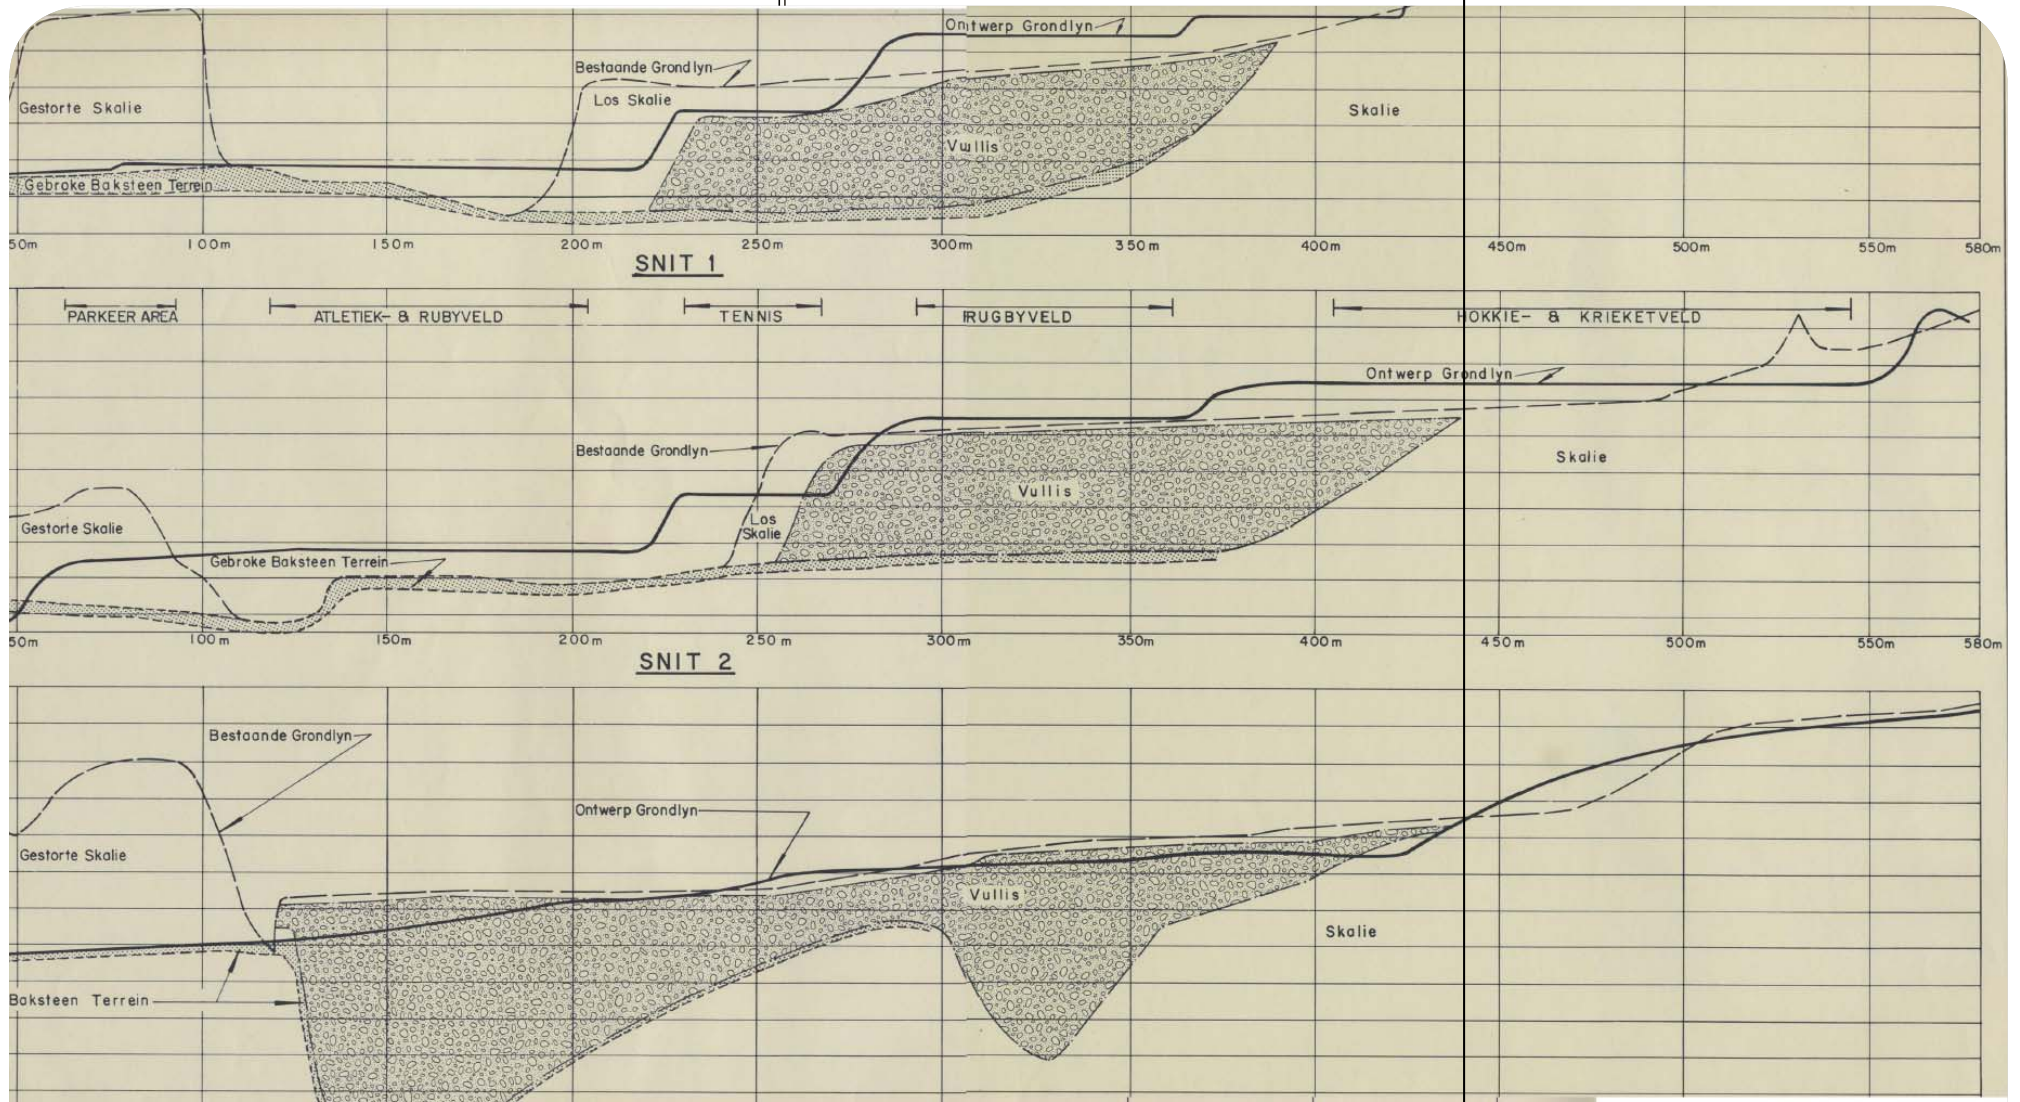 Ontwerp Grondlyn
Bestaande Grondlyn
Los Skalie
Gestorte Skalie
Skalie
Vullis
Gebroke Baksteen Terrein
50m 100m 150m 200m 250m 300m 350m 400m 450m 500m 550m 580m
SNIT 1
PARKEER AREA ATLETIEK- & RUBYVELD TENNIS RUGBYVELD HOKKIE- & KRIEKETVELD
Ontwerp Grondlyn
Bestaande Grondlyn
Skalie
Vullis
Los
Skalie
Gestorte Skalie
Gebroke Baksteen Terrein
50m 100m 150m 200m 250m 300m 350m 400m 450m 500m 550m 580m
SNIT 2
Bestaande Grondlyn
Ontwerp Grondlyn
Gestorte Skalie
Vullis
Skalie
Baksteen Terrein